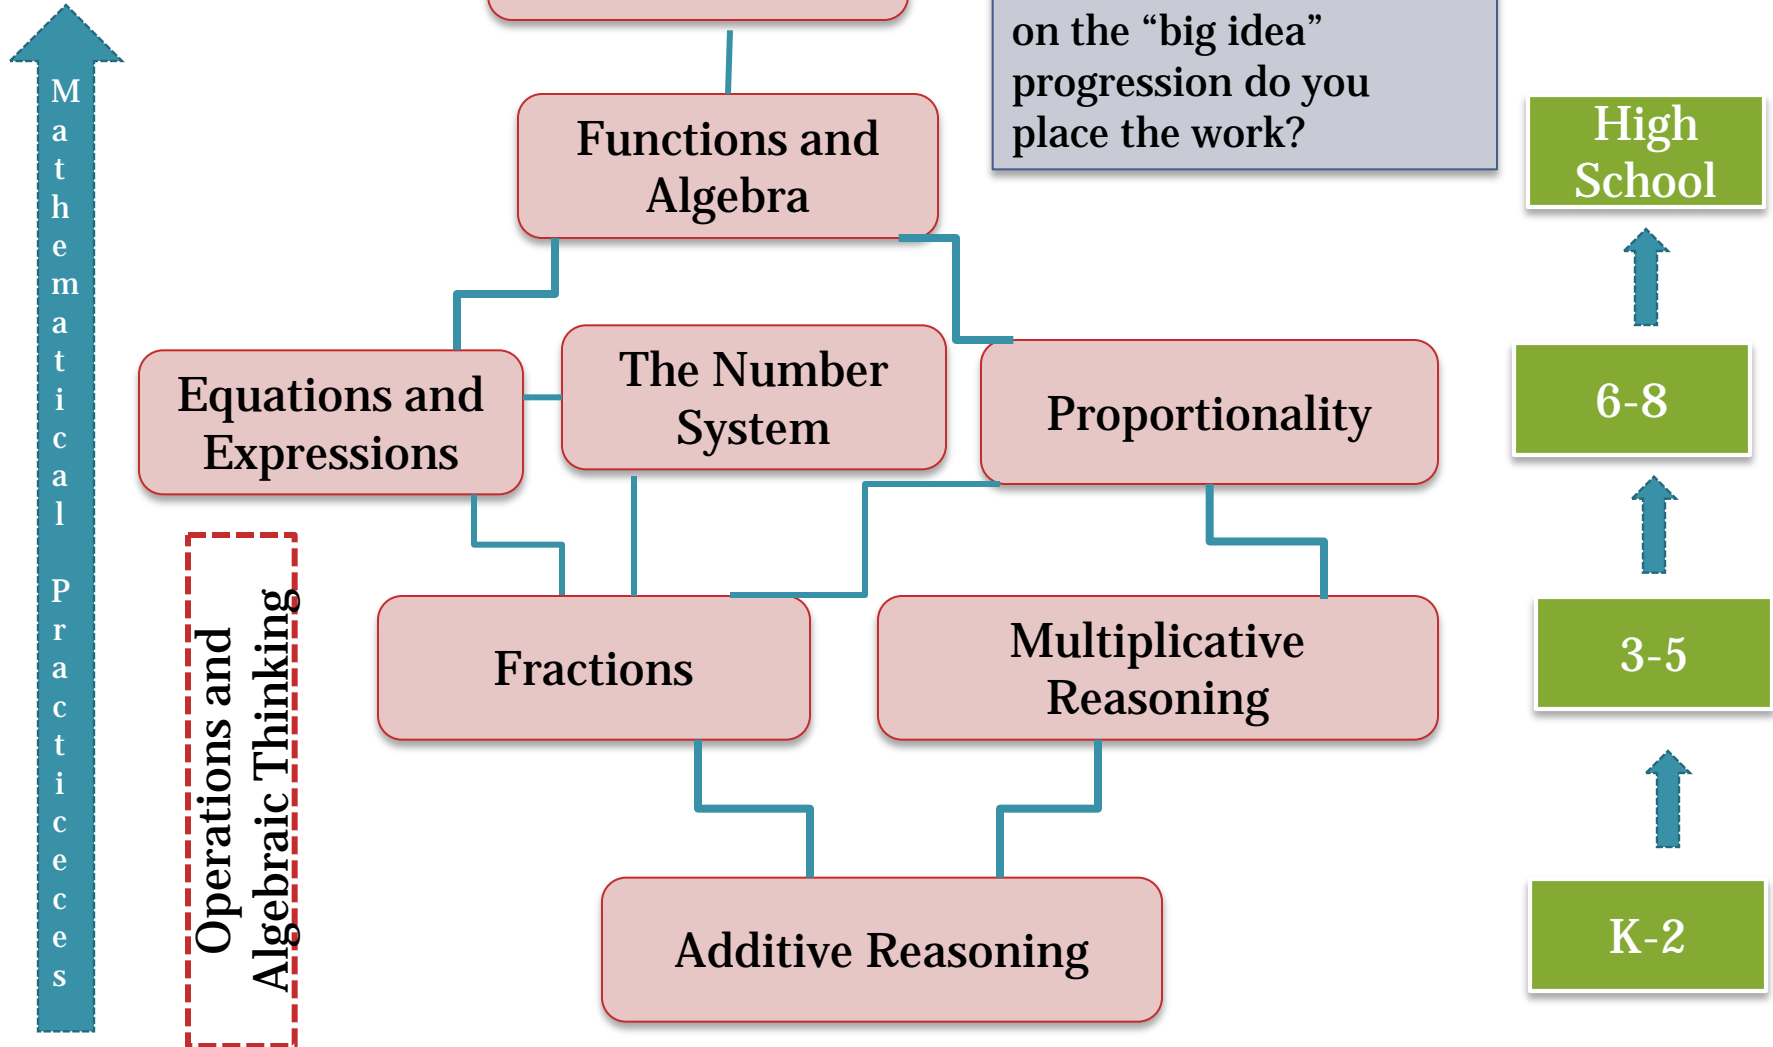 Mathematical Practiceces
on the “big idea”
progression do you
place the work?
Functions and
Algebra
High
School
Equations and
Expressions
The Number
System
Proportionality
6-8
Operations and
Algebraic Thinking
Fractions
Multiplicative
Reasoning
3-5
Additive Reasoning
K-2